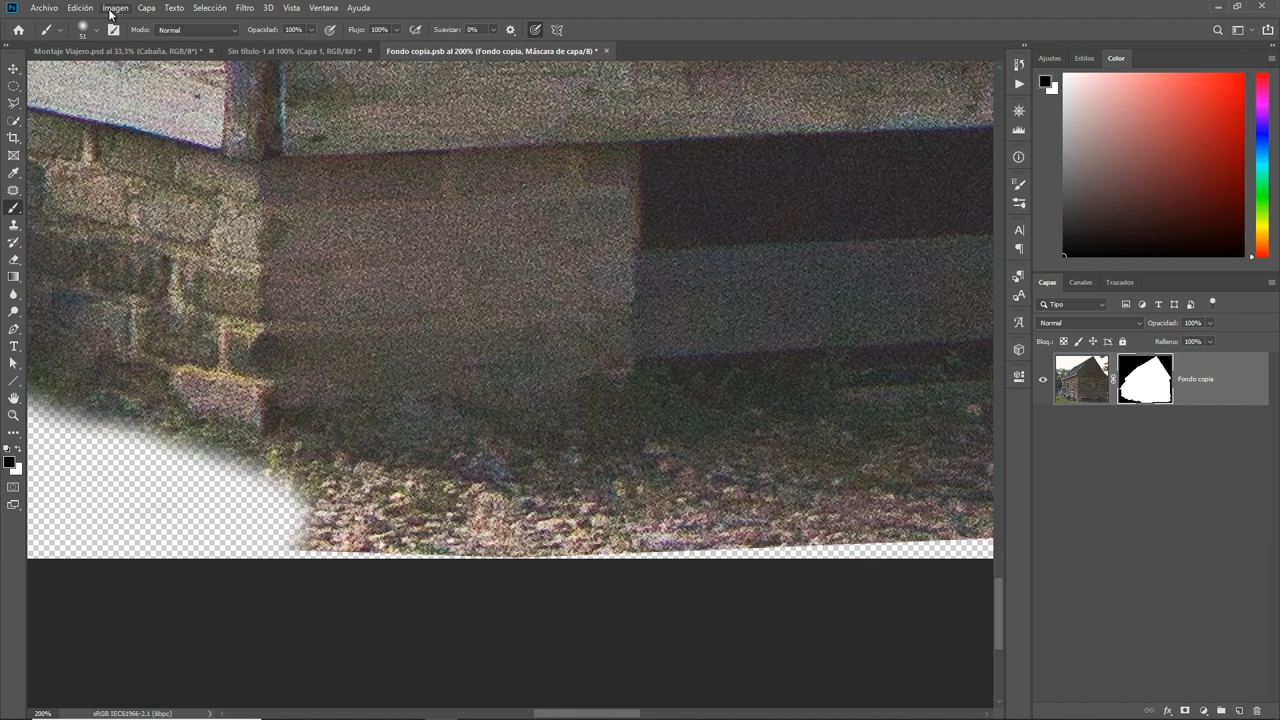 Ps Archivo Edición Imagen Capa Texto Selección Filtro 3D Vista Ventana Ayuda
51 Modo: Normal Opacidad: 100% Flujo: 100% Suavizar: 0%
Montaje Viajero.psd al 33,3% (Cabaña, RGB/8*) * × Sin título-1 al 100% (Capa 1, RGB/8#) * × Fondo copia.psb al 200% (Fondo copia, Máscara de capa/8) * ×
Ajustes Estilos Color
Capas Canales Trazados
Tipo
Normal Opacidad: 100%
Bloq.: Relleno: 100%
Fondo copia
200% sRGB IEC61966-2.1 (8bpc)